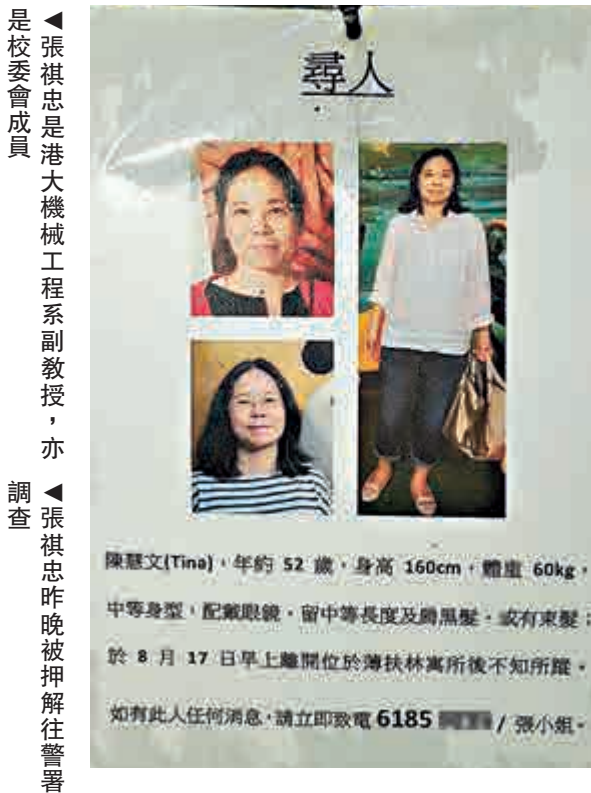 ◀張祺忠是港大機械工程系副教授，亦
是校委會成員
◀張祺忠昨晚被押解往警署
調查
尋人
陳慧文(Tina)，年約 52 歲，身高 160cm，體重 60kg，
中等身型，配戴眼鏡，留中等長度及肩黑髮，或有束髮；
於 8 月 17 日早上離開位於薄扶林寓所後不知所蹤。
如有此人任何消息，請立即致電 6185 / 張小姐。